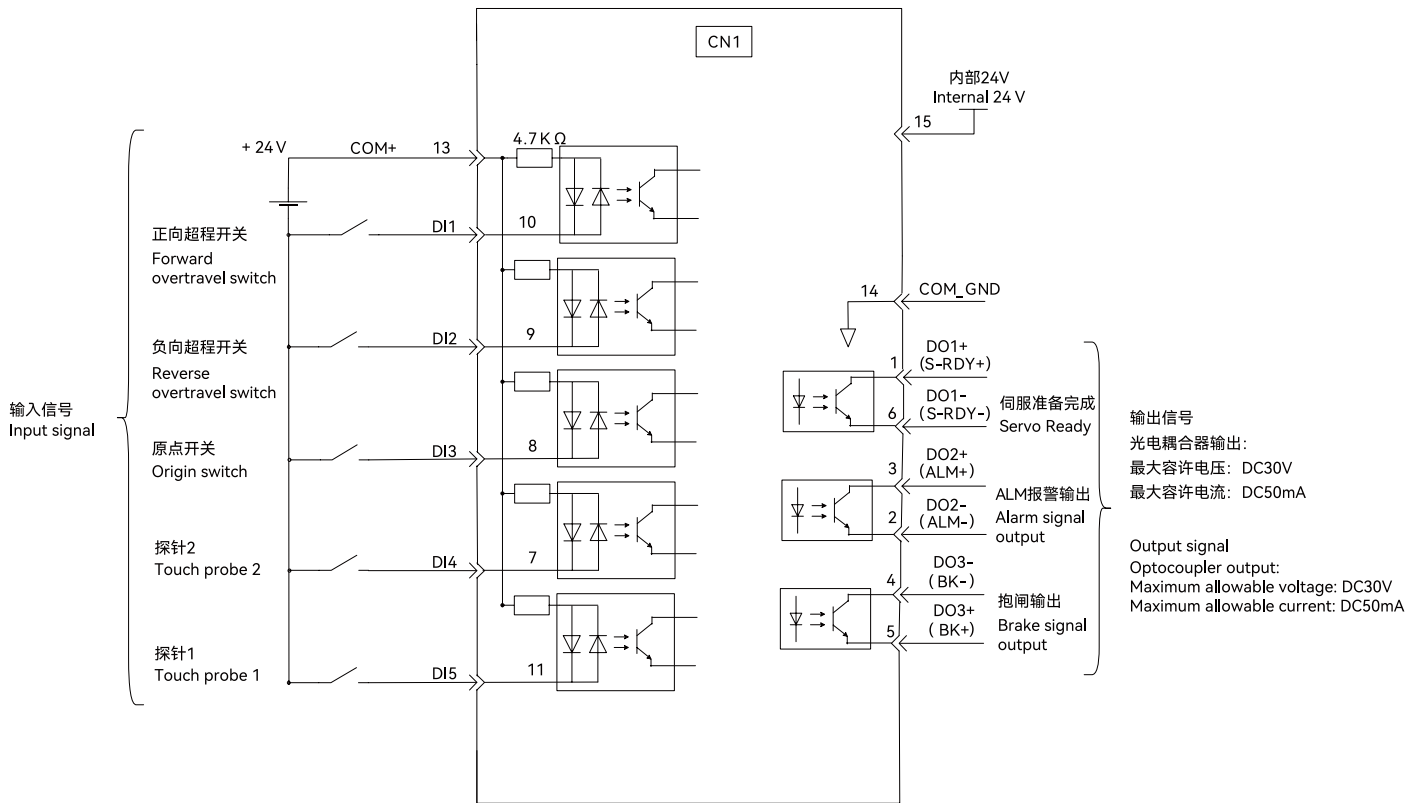 CN1
内部24V
Internal 24 V
15
+ 24V
COM+
13
4.7KΩ
输入信号
Input signal
正向超程开关
Forward
overtravel switch
DI1
10
负向超程开关
Reverse
overtravel switch
DI2
9
原点开关
Origin switch
DI3
8
探针2
Touch probe 2
DI4
7
探针1
Touch probe 1
DI5
11
14
COM_GND
1
DO1+
(S-RDY+)
DO1-
(S-RDY-)
6
伺服准备完成
Servo Ready
3
DO2+
(ALM+)
DO2-
(ALM-)
2
ALM报警输出
Alarm signal
output
4
DO3-
(BK-)
DO3+
( BK+)
5
抱闸输出
Brake signal
output
输出信号
光电耦合器输出:
最大容许电压: DC30V
最大容许电流: DC50mA
Output signal
Optocoupler output:
Maximum allowable voltage: DC30V
Maximum allowable current: DC50mA